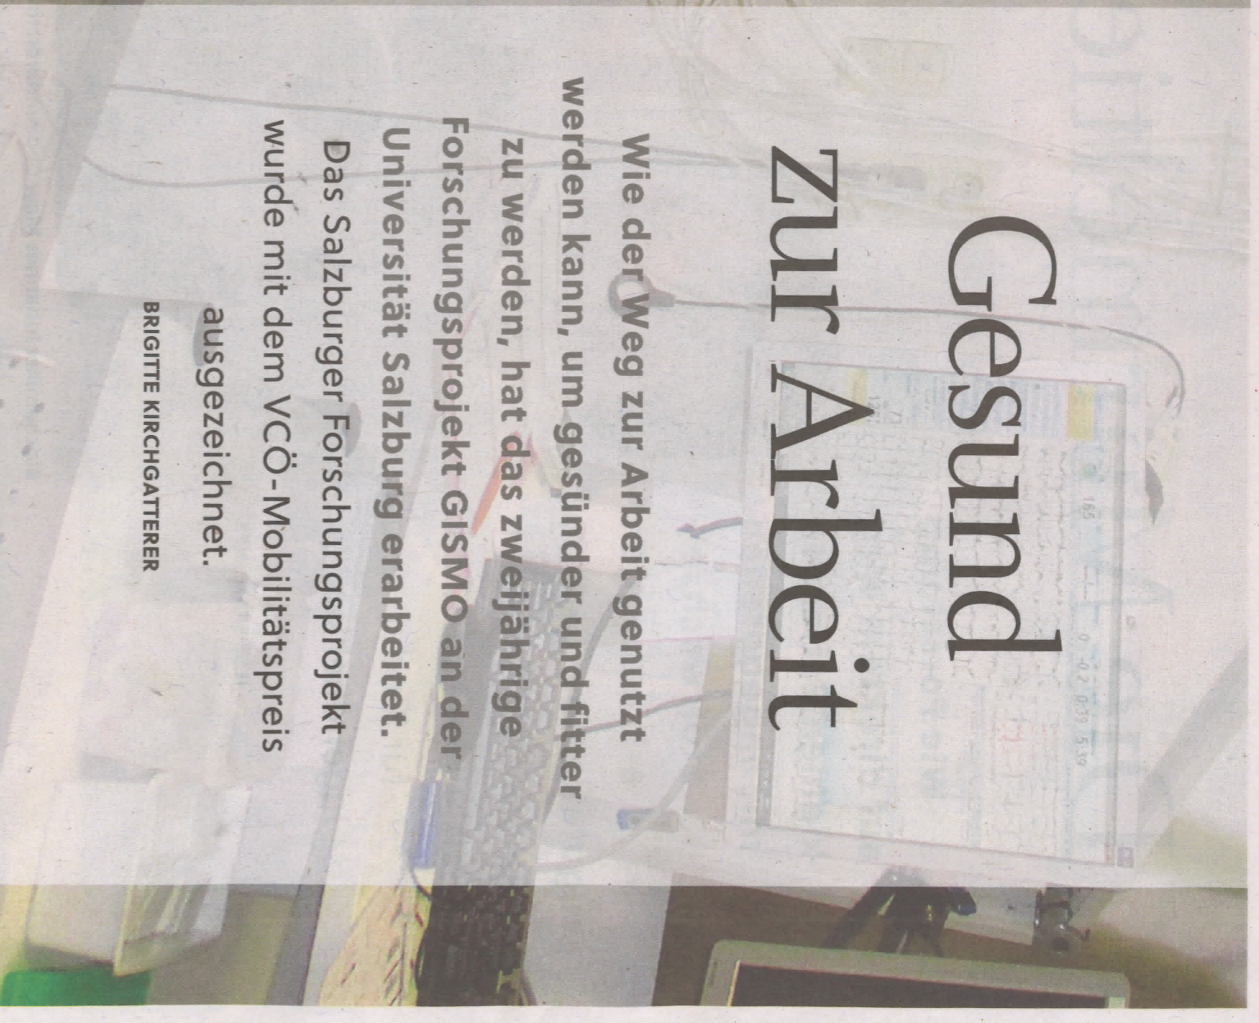 Gesund
zur Arbeit
Wie der Weg zur Arbeit genutzt
werden kann, um gesünder und fitter
zu werden, hat das zweijährige
Forschungsprojekt GISMO an der
Universität Salzburg erarbeitet.
Das Salzburger Forschungsprojekt
wurde mit dem VCÖ-Mobilitätspreis
ausgezeichnet.
BRIGITTE KIRCHGATTERER